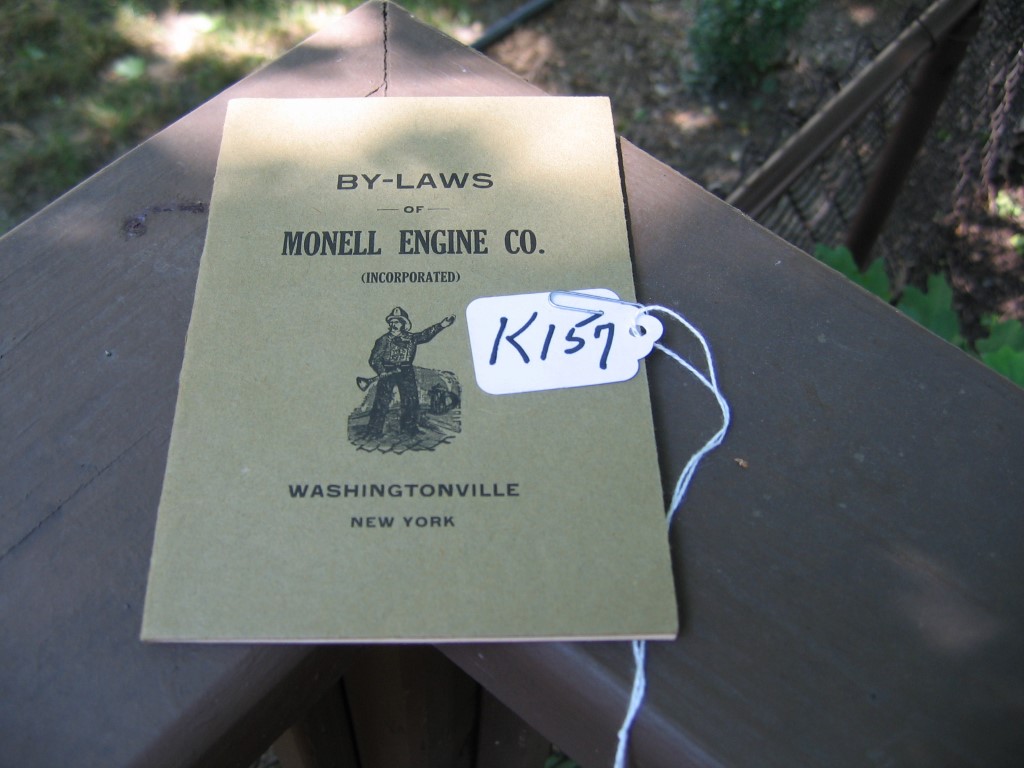 BY-LAWS
OF
MONELL ENGINE CO.
(INCORPORATED)
K157
WASHINGTONVILLE
NEW YORK